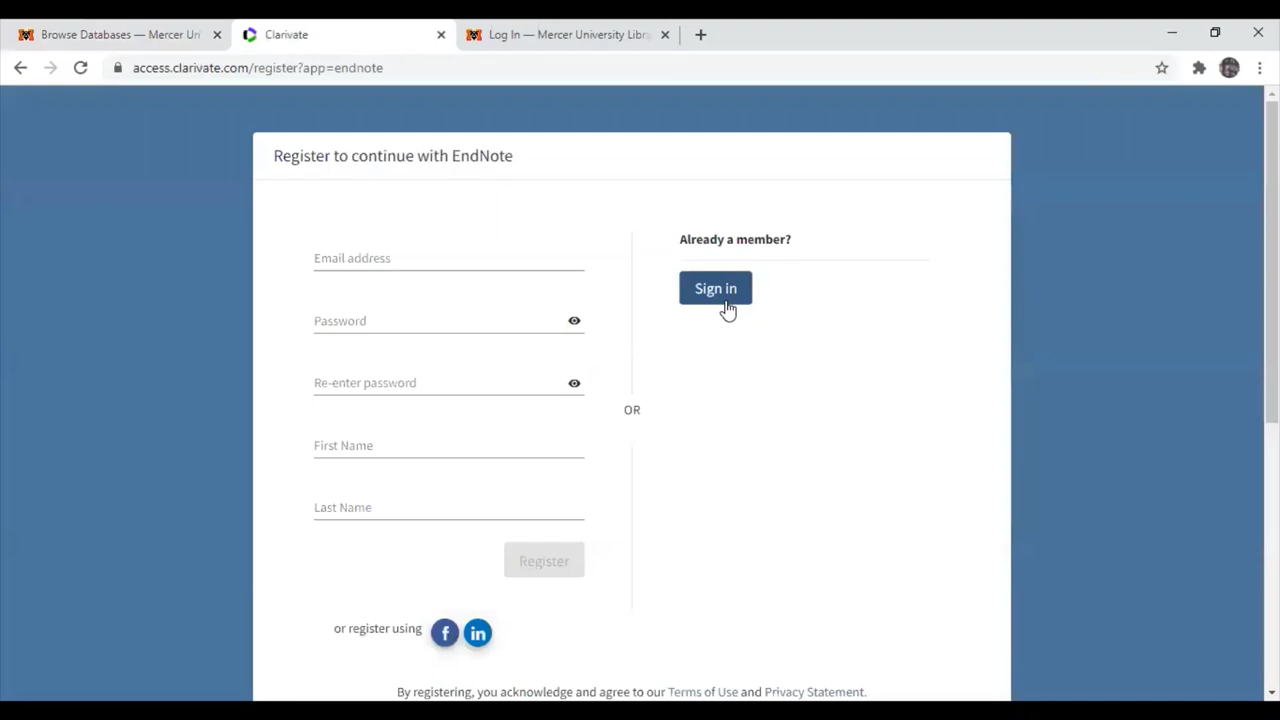 Browse Databases — Mercer Un
Clarivate
Log In — Mercer University Libr
access.clarivate.com/register?app=endnote
Register to continue with EndNote
Email address
Password
Re-enter password
First Name
Last Name
Register
or register using
f
in
OR
Already a member?
Sign in
By registering, you acknowledge and agree to our Terms of Use and Privacy Statement.